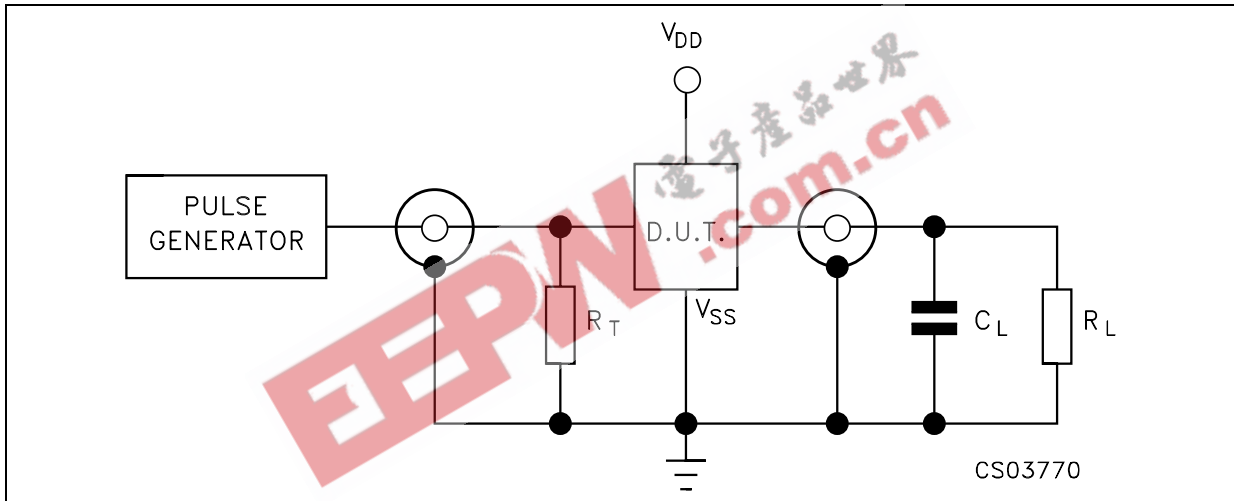 VDD
電子產品世界
.com.cn
PULSE
GENERATOR
D.U.T.
VSS
RT
CL
RL
EEPW
CS03770